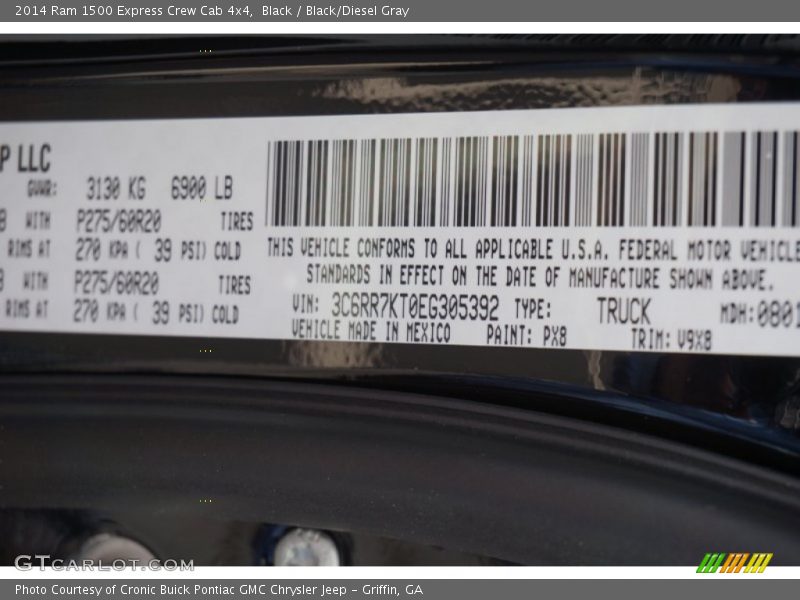 2014 Ram 1500 Express Crew Cab 4x4,  Black / Black/Diesel Gray
P LLC
GVWR: 3130 KG 6900 LB
WITH P275/60R20 TIRES
RIMS AT 270 KPA ( 39 PSI) COLD
WITH P275/60R20 TIRES
RIMS AT 270 KPA ( 39 PSI) COLD
THIS VEHICLE CONFORMS TO ALL APPLICABLE U.S.A. FEDERAL MOTOR VEHICLE
STANDARDS IN EFFECT ON THE DATE OF MANUFACTURE SHOWN ABOVE.
VIN: 3C6RR7KT0EG305392 TYPE: TRUCK MDH: 0801
VEHICLE MADE IN MEXICO PAINT: PX8 TRIM: V9X8
GTCARLOT.COM
Photo Courtesy of Cronic Buick Pontiac GMC Chrysler Jeep – Griffin, GA